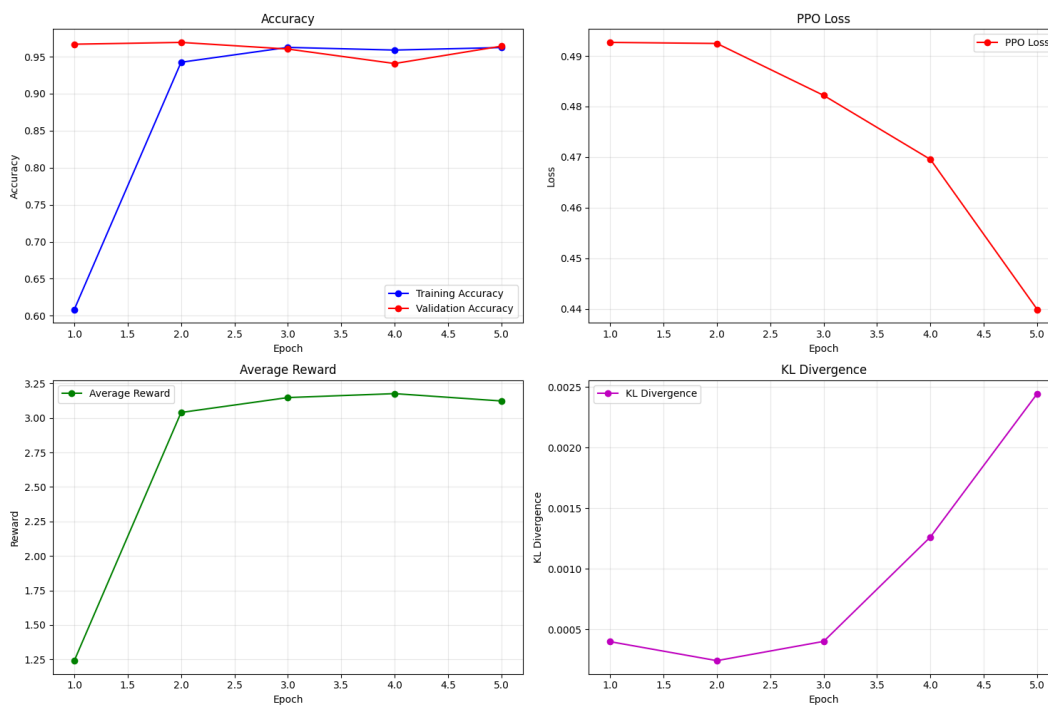 Accuracy
0.95
0.90
0.85
0.80
0.75
0.70
0.65
0.60
Accuracy
Training Accuracy
Validation Accuracy
1.0 1.5 2.0 2.5 3.0 3.5 4.0 4.5 5.0
Epoch
PPO Loss
PPO Loss
0.49
0.48
0.47
0.46
0.45
0.44
Loss
1.0 1.5 2.0 2.5 3.0 3.5 4.0 4.5 5.0
Epoch
Average Reward
Average Reward
3.25
3.00
2.75
2.50
2.25
2.00
1.75
1.50
1.25
Reward
1.0 1.5 2.0 2.5 3.0 3.5 4.0 4.5 5.0
Epoch
KL Divergence
KL Divergence
0.0025
0.0020
0.0015
0.0010
0.0005
KL Divergence
1.0 1.5 2.0 2.5 3.0 3.5 4.0 4.5 5.0
Epoch